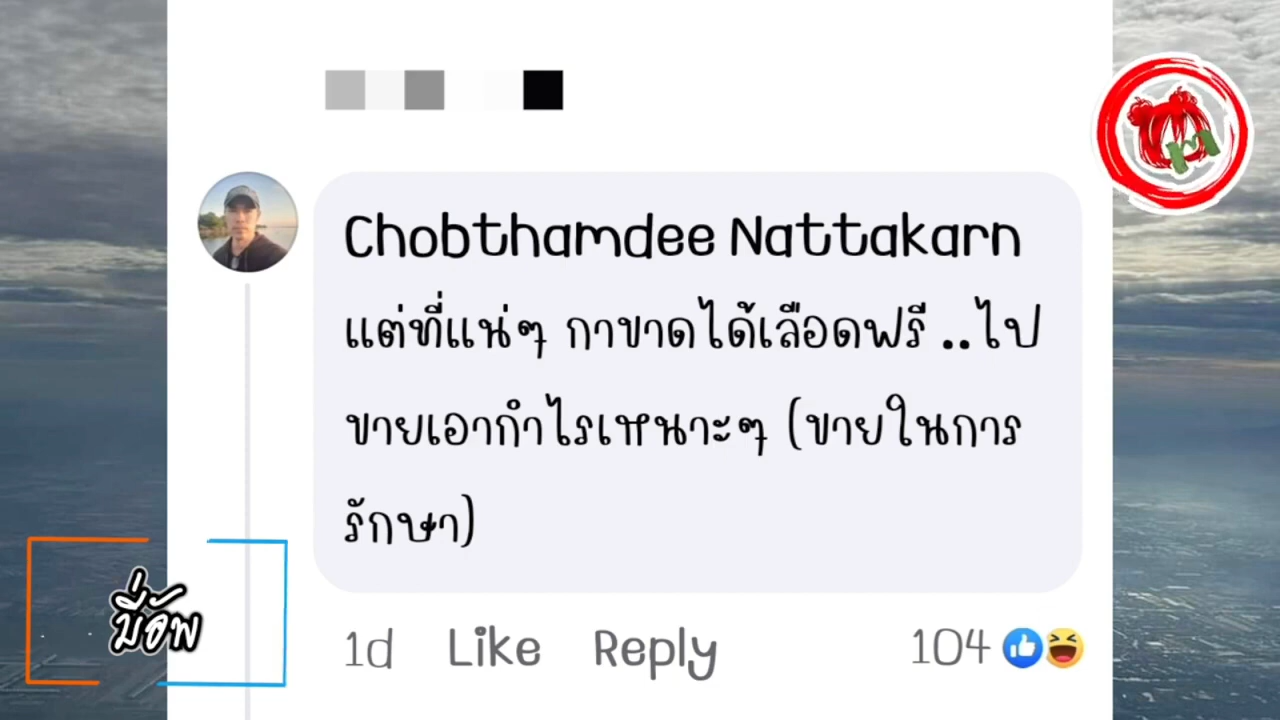 Chobthamdee Nattakarn
แต่ที่แน่ๆ กาขาดได้เลือดฟรี ..ไป
ขายเอากำไรเหนาะๆ (ขายในการ
รักษา)
1d Like Reply 104
มี่อัพ